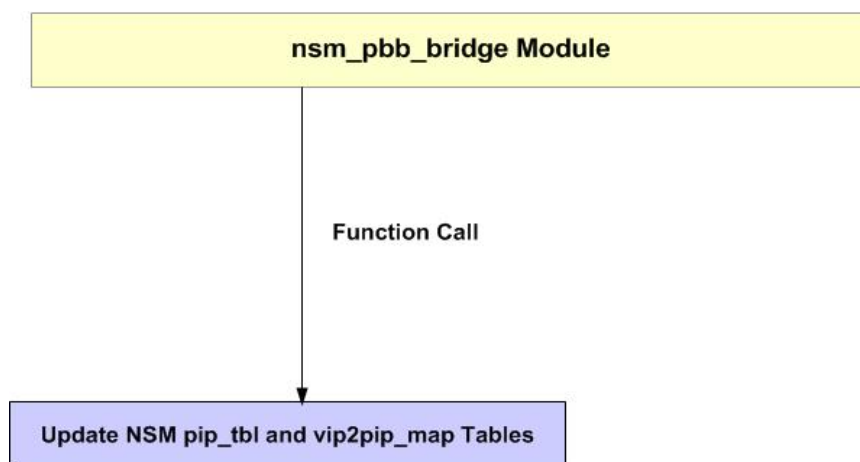 nsm_pbb_bridge Module
Function Call
Update NSM pip_tbl and vip2pip_map Tables